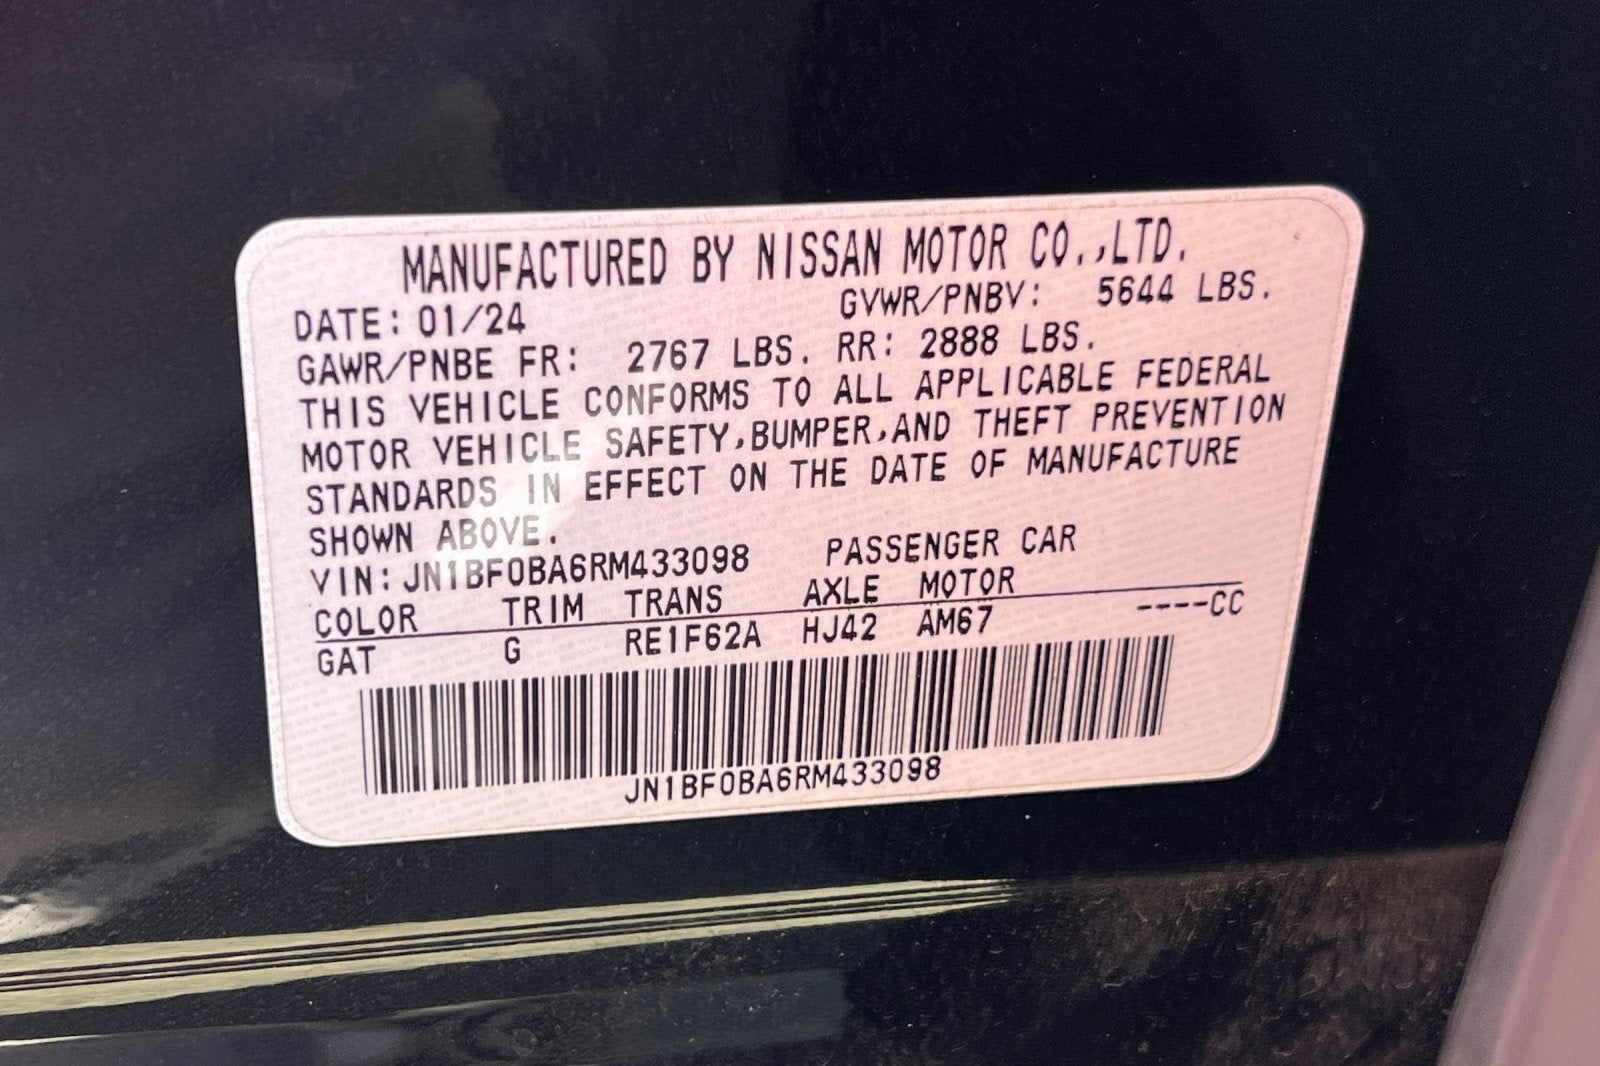 MANUFACTURED BY NISSAN MOTOR CO.,LTD.
DATE: 01/24 GVWR/PNBV: 5644 LBS.
GAWR/PNBE FR: 2767 LBS. RR: 2888 LBS.
THIS VEHICLE CONFORMS TO ALL APPLICABLE FEDERAL
MOTOR VEHICLE SAFETY,BUMPER,AND THEFT PREVENTION
STANDARDS IN EFFECT ON THE DATE OF MANUFACTURE
SHOWN ABOVE.
VIN: JN1BF0BA6RM433098 PASSENGER CAR
COLOR TRIM TRANS AXLE MOTOR
GAT G RE1F62A HJ42 AM67 ----CC
JN1BF0BA6RM433098